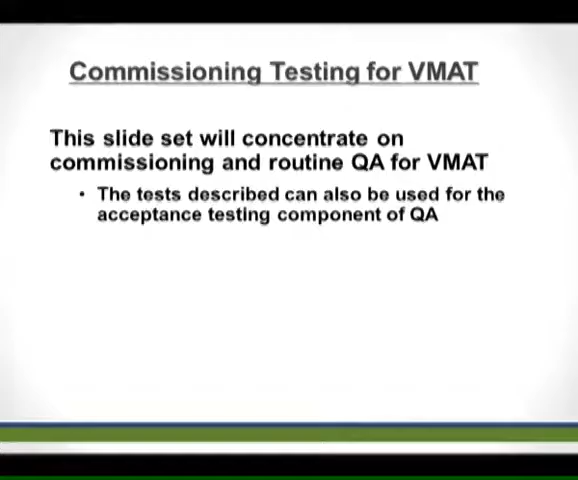 Commissioning Testing for VMAT
This slide set will concentrate on
commissioning and routine QA for VMAT
• The tests described can also be used for the
acceptance testing component of QA